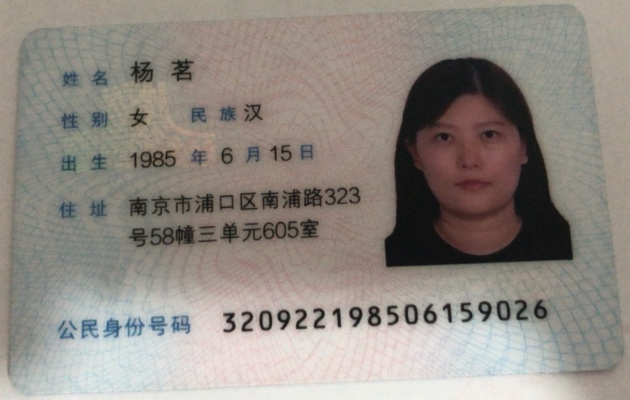 姓名 杨茗
性别 女 民族 汉
出生 1985 年 6 月 15 日
住址 南京市浦口区南浦路323
号58幢三单元605室
公民身份号码 320922198506159026